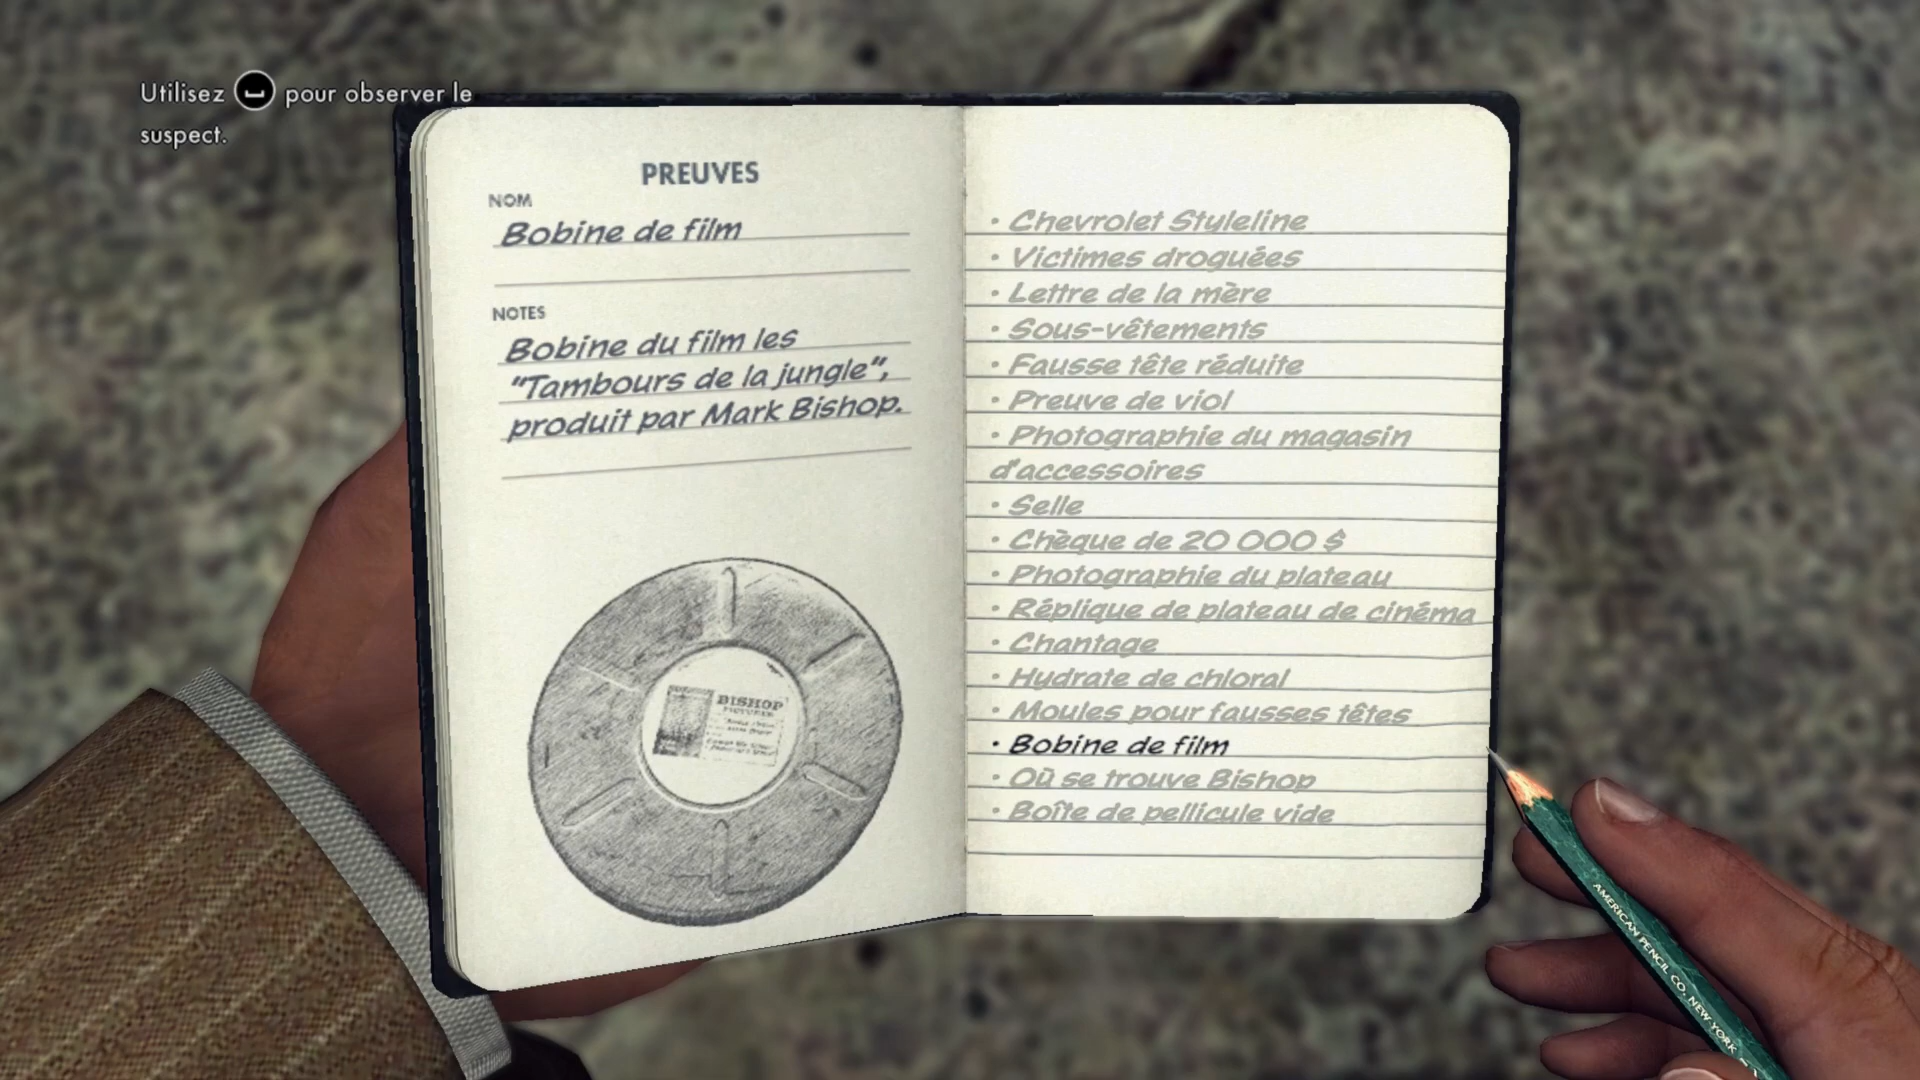 Utilisez pour observer le
suspect.
PREUVES
NOM
Bobine de film
NOTES
Bobine du film les
"Tambours de la jungle",
produit par Mark Bishop.
BISHOP
PICTURES
• Chevrolet Styleline
• Victimes droguées
• Lettre de la mère
• Sous-vêtements
• Fausse tête réduite
• Preuve de viol
• Photographie du magasin
d'accessoires
• Selle
• Chèque de 20 000 $
• Photographie du plateau
• Réplique de plateau de cinéma
• Chantage
• Hydrate de chloral
• Moules pour fausses têtes
• Bobine de film
• Où se trouve Bishop
• Boîte de pellicule vide
AMERICAN PENCIL CO. NEW YORK